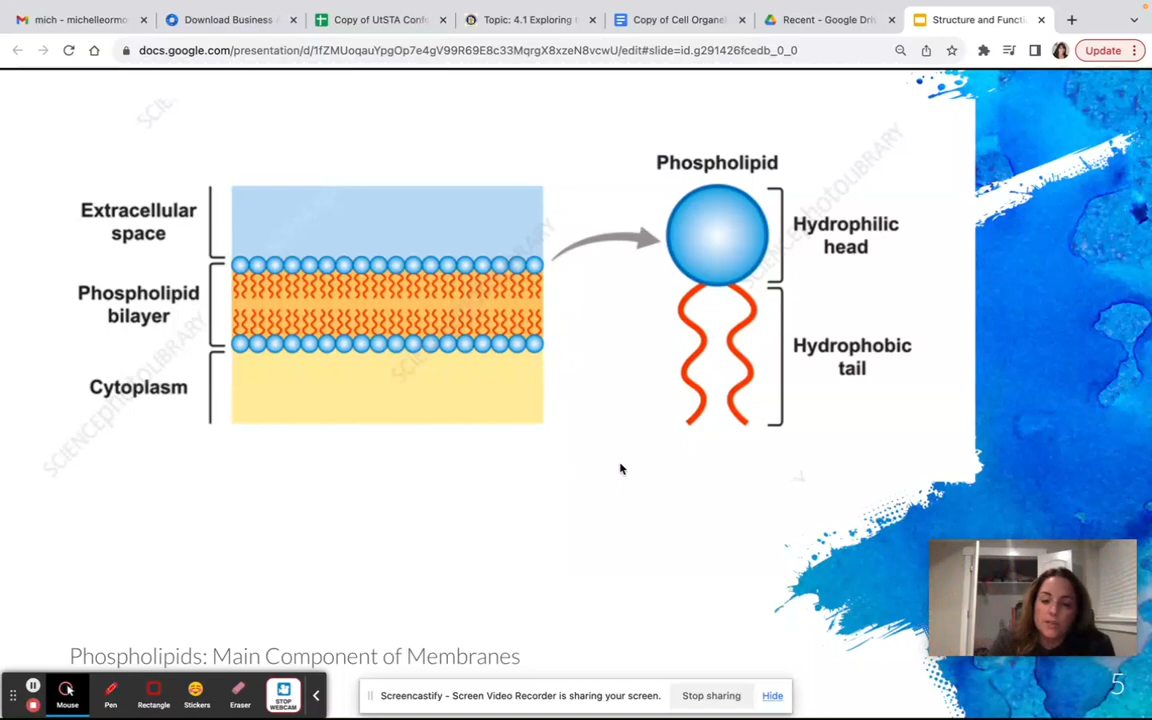 mich - michelleormo
Download Business
Copy of UtSTA Conf
Topic: 4.1 Exploring t
Copy of Cell Organel
Recent - Google Dri
Structure and Functi
docs.google.com/presentation/d/1fZMUoqauYpgOp7e4gV99R69E8c33MqrgX8xzeN8vcwU/edit#slide=id.g291426fcedb_0_0
Update
SCIENCEphotoLIBRARY
Extracellular
space
Phospholipid
bilayer
Cytoplasm
Phospholipid
Hydrophilic
head
Hydrophobic
tail
Phospholipids: Main Component of Membranes
5
Mouse
Pen
Rectangle
Stickers
Eraser
STOP
WEBCAM
Screencastify - Screen Video Recorder is sharing your screen.
Stop sharing
Hide